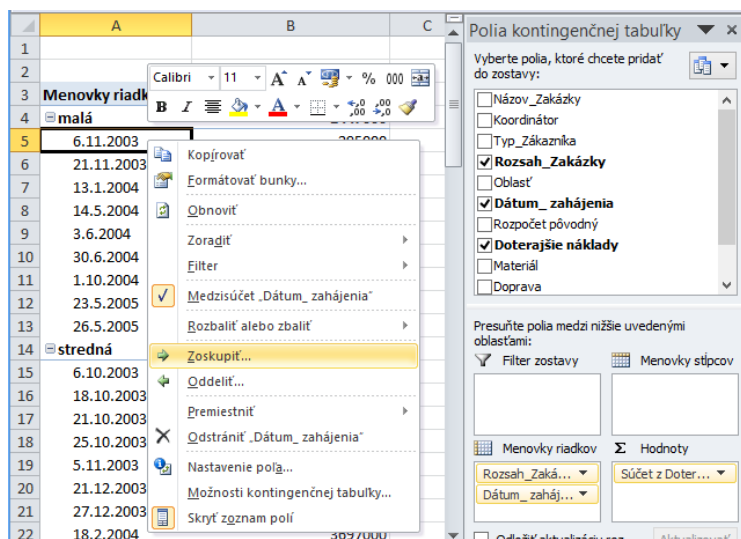 A B C
1
2
3 Menovky riadk
4 malá
5 6.11.2003
6 21.11.2003
7 13.1.2004
8 14.5.2004
9 3.6.2004
10 30.6.2004
11 1.10.2004
12 23.5.2005
13 26.5.2005
14 stredná
15 6.10.2003
16 18.10.2003
17 21.10.2003
18 25.10.2003
19 5.11.2003
20 21.12.2003
21 27.12.2003
22 18.2.2004 3697000
Calibri 11 A A % 000
B I A ,00 ,00
Kopírovať
Formátovať bunky...
Obnoviť
Zoradiť
Filter
Medzisúčet „Dátum_ zahájenia“
Rozbaliť alebo zbaliť
Zoskupiť...
Oddeliť...
Premiestniť
Odstrániť „Dátum_ zahájenia“
Nastavenie poľa...
Možnosti kontingenčnej tabuľky...
Skryť zoznam polí
Polia kontingenčnej tabuľky
Vyberte polia, ktoré chcete pridať
do zostavy:
Názov_Zakázky
Koordinátor
Typ_Zákazníka
Rozsah_Zakázky
Oblasť
Dátum_ zahájenia
Rozpočet pôvodný
Doterajšie náklady
Materiál
Doprava
Presuňte polia medzi nižšie uvedenými
oblasťami:
Filter zostavy
Menovky stĺpcov
Menovky riadkov
Σ Hodnoty
Rozsah_Zaká...
Súčet z Doter...
Dátum_ zaháj...